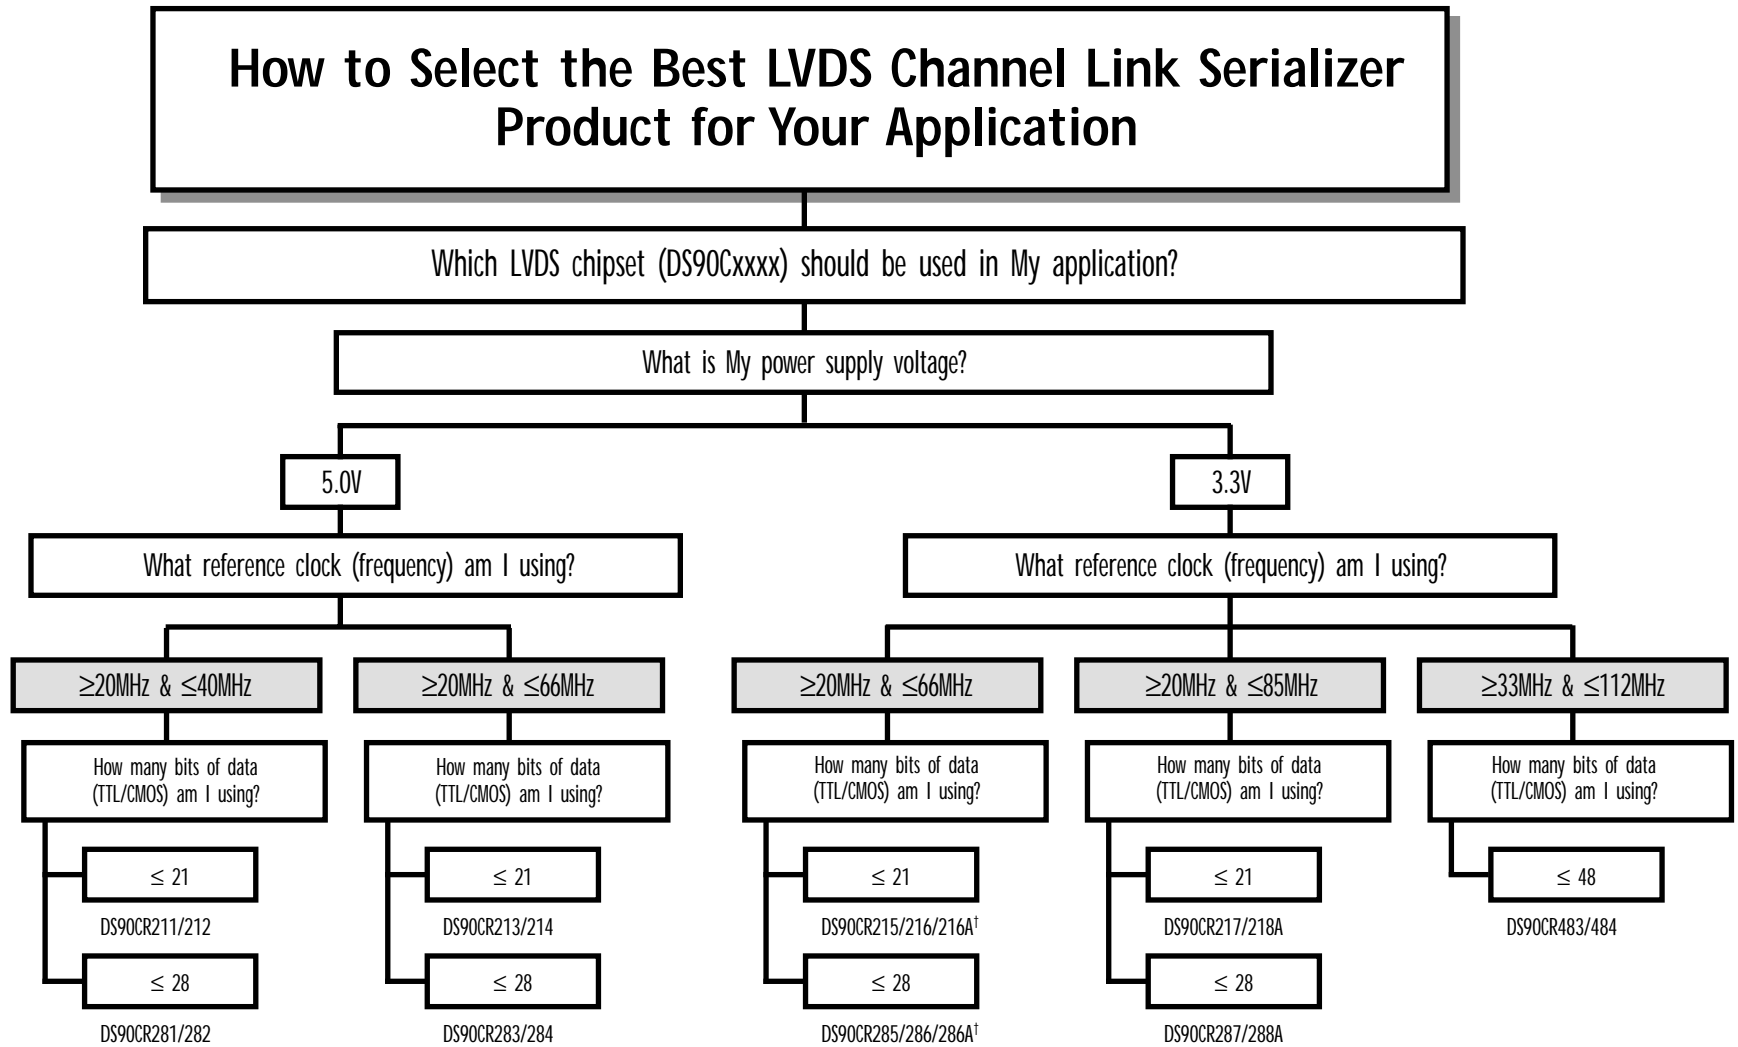 How to Select the Best LVDS Channel Link Serializer
Product for Your Application
Which LVDS chipset (DS90Cxxxx) should be used in My application?
What is My power supply voltage?
5.0V
3.3V
What reference clock (frequency) am I using?
What reference clock (frequency) am I using?
≥20MHz & ≤40MHz
≥20MHz & ≤66MHz
≥20MHz & ≤66MHz
≥20MHz & ≤85MHz
≥33MHz & ≤112MHz
How many bits of data
(TTL/CMOS) am I using?
How many bits of data
(TTL/CMOS) am I using?
How many bits of data
(TTL/CMOS) am I using?
How many bits of data
(TTL/CMOS) am I using?
How many bits of data
(TTL/CMOS) am I using?
≤ 21
≤ 21
≤ 21
≤ 21
≤ 48
DS90CR211/212
DS90CR213/214
DS90CR215/216/216A†
DS90CR217/218A
DS90CR483/484
≤ 28
≤ 28
≤ 28
≤ 28
DS90CR281/282
DS90CR283/284
DS90CR285/286/286A†
DS90CR287/288A